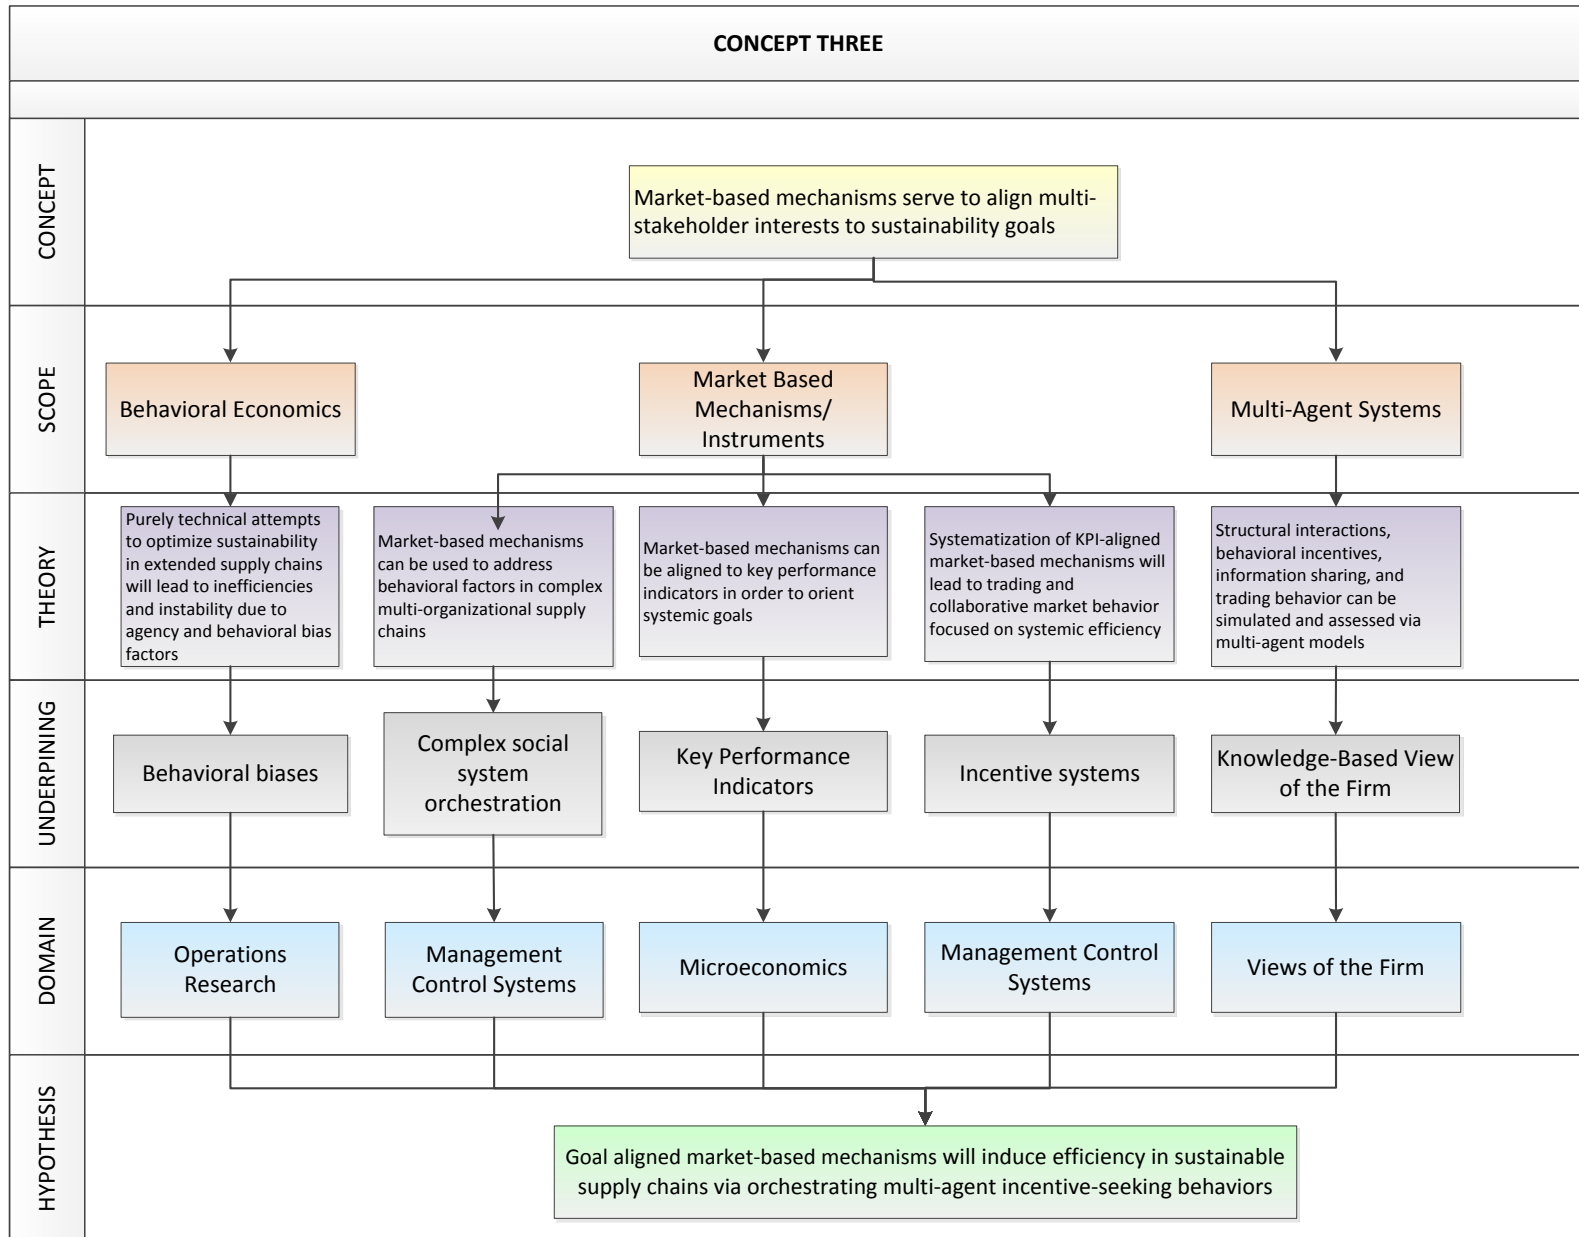 CONCEPT THREE
CONCEPT
Market-based mechanisms serve to align multi-
stakeholder interests to sustainability goals
SCOPE
Behavioral Economics
Market Based
Mechanisms/
Instruments
Multi-Agent Systems
THEORY
Purely technical attempts
to optimize sustainability
in extended supply chains
will lead to inefficiencies
and instability due to
agency and behavioral bias
factors
Market-based mechanisms
can be used to address
behavioral factors in complex
multi-organizational supply
chains
Market-based mechanisms can
be aligned to key performance
indicators in order to orient
systemic goals
Systematization of KPI-aligned
market-based mechanisms will
lead to trading and
collaborative market behavior
focused on systemic efficiency
Structural interactions,
behavioral incentives,
information sharing, and
trading behavior can be
simulated and assessed via
multi-agent models
UNDERPINING
Behavioral biases
Complex social
system
orchestration
Key Performance
Indicators
Incentive systems
Knowledge-Based View
of the Firm
DOMAIN
Operations
Research
Management
Control Systems
Microeconomics
Management Control
Systems
Views of the Firm
HYPOTHESIS
Goal aligned market-based mechanisms will induce efficiency in sustainable
supply chains via orchestrating multi-agent incentive-seeking behaviors